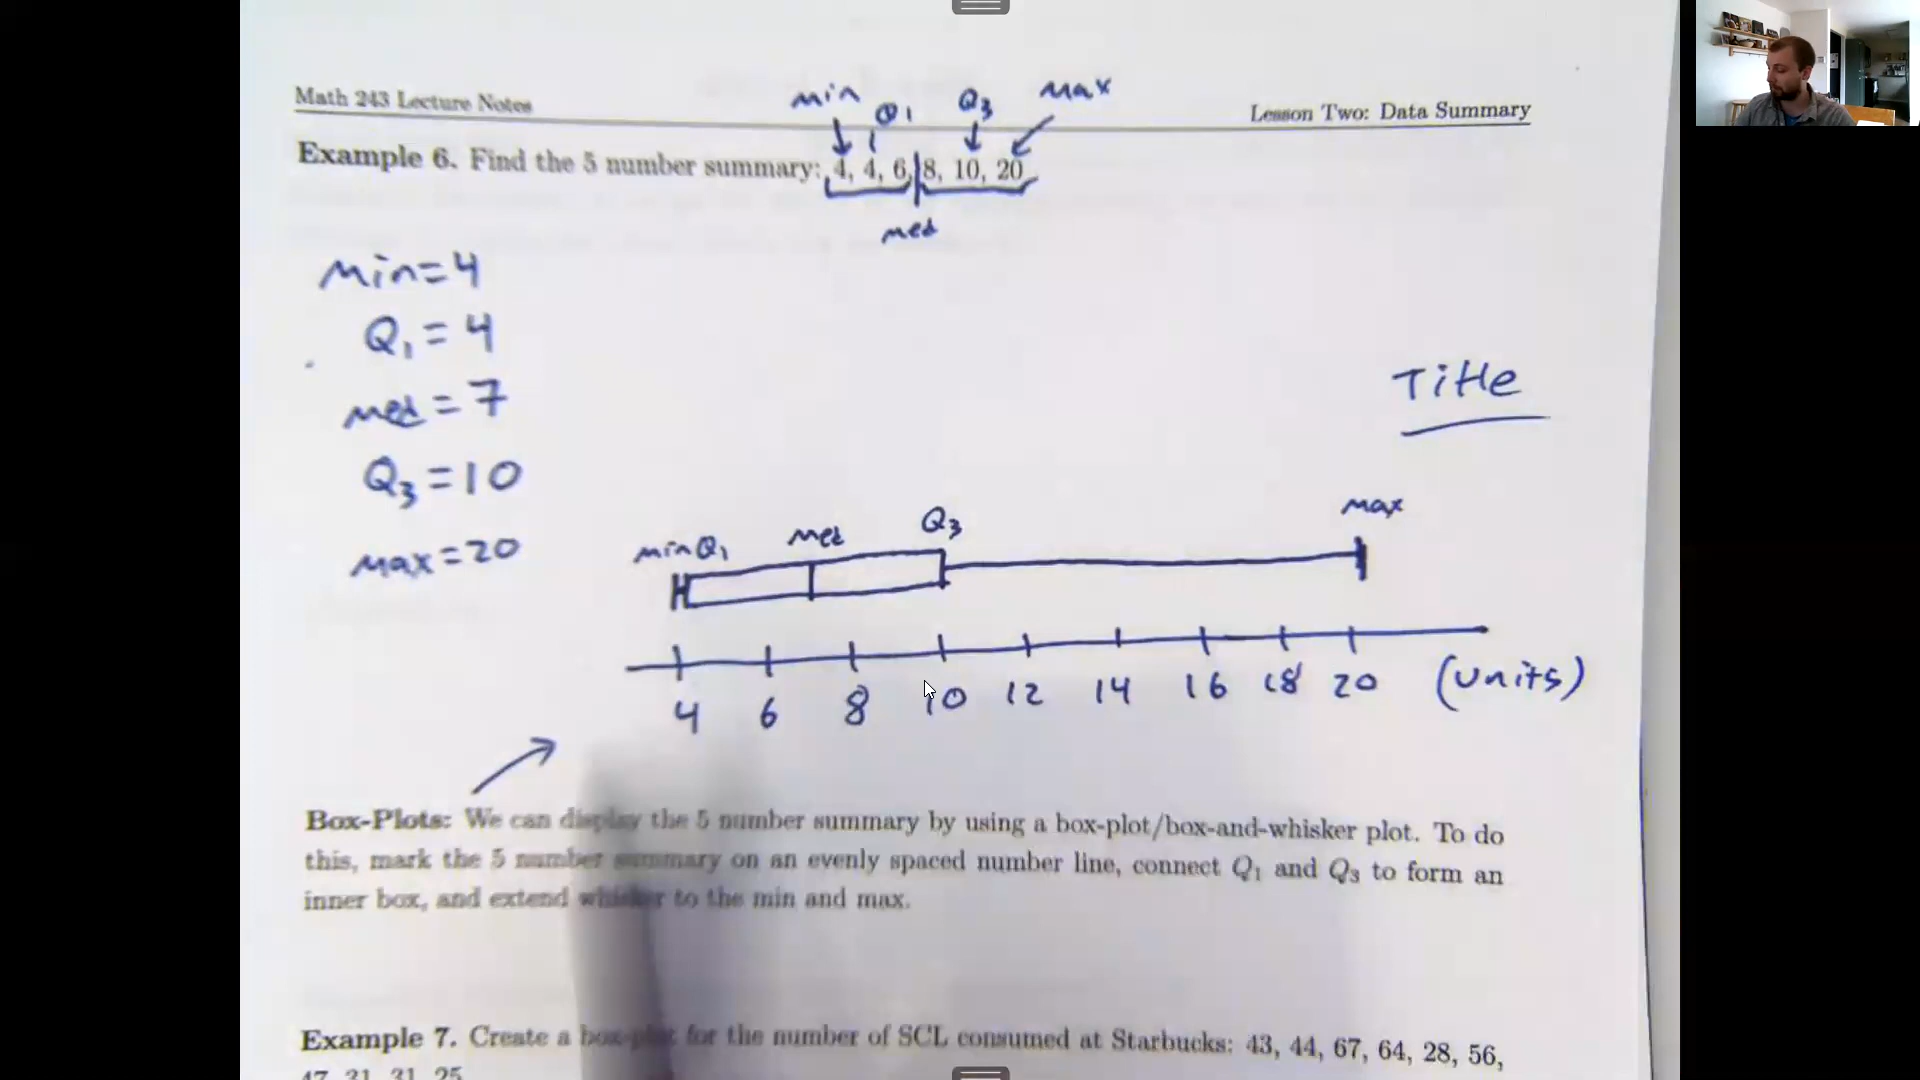 Math 243 Lecture Notes
Lesson Two: Data Summary
min Q1 Q3 max
Example 6. Find the 5 number summary: 4, 4, 6, 8, 10, 20
med
min=4
Q1=4
med=7
Q3=10
max=20
Title
min Q1 med Q3 max
4 6 8 10 12 14 16 18 20 (units)
Box-Plots: We can display the 5 number summary by using a box-plot/box-and-whisker plot. To do
this, mark the 5 number summary on an evenly spaced number line, connect Q1 and Q3 to form an
inner box, and extend whisker to the min and max.
Example 7. Create a box-plot for the number of SCL consumed at Starbucks: 43, 44, 67, 64, 28, 56,
47, 31, 31, 25